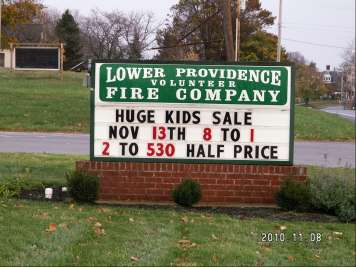 LOWER PROVIDENCE
VOLUNTEER
FIRE COMPANY
HUGE KIDS SALE
NOV 13TH 8 TO 1
2 TO 530 HALF PRICE
2010.11.08